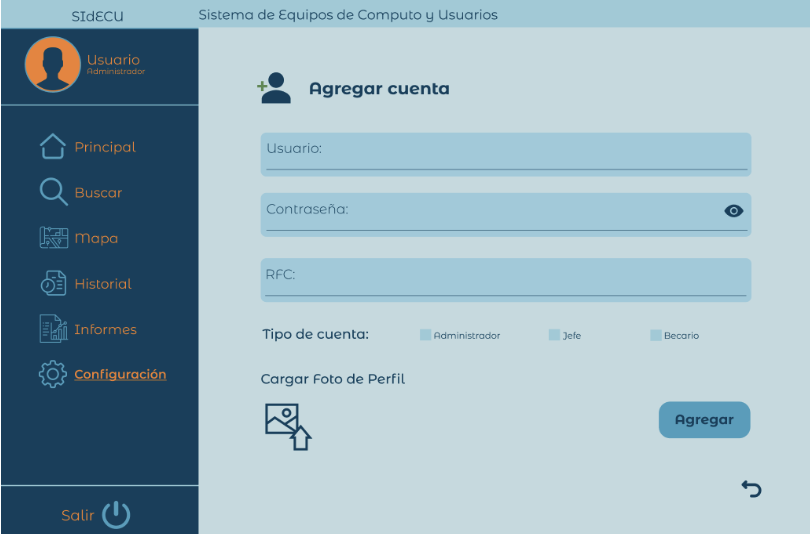 SIdECU
Sistema de Equipos de Computo y Usuarios
Usuario
Administrador
Principal
Buscar
Mapa
Historial
Informes
Configuración
Salir
Agregar cuenta
Usuario:
Contraseña:
RFC:
Tipo de cuenta: Administrador Jefe Becario
Cargar Foto de Perfil
Agregar